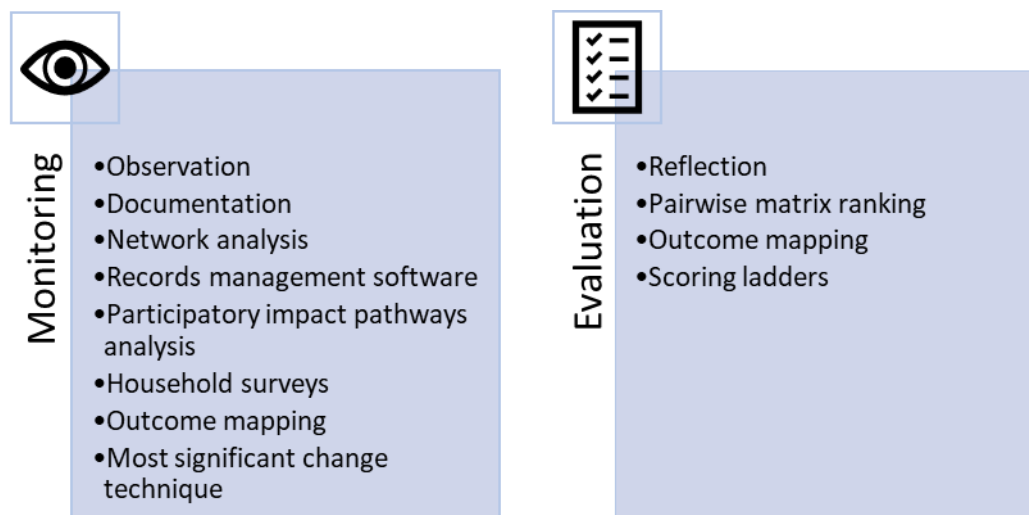 Monitoring
•Observation
•Documentation
•Network analysis
•Records management software
•Participatory impact pathways
analysis
•Household surveys
•Outcome mapping
•Most significant change
technique
Evaluation
•Reflection
•Pairwise matrix ranking
•Outcome mapping
•Scoring ladders